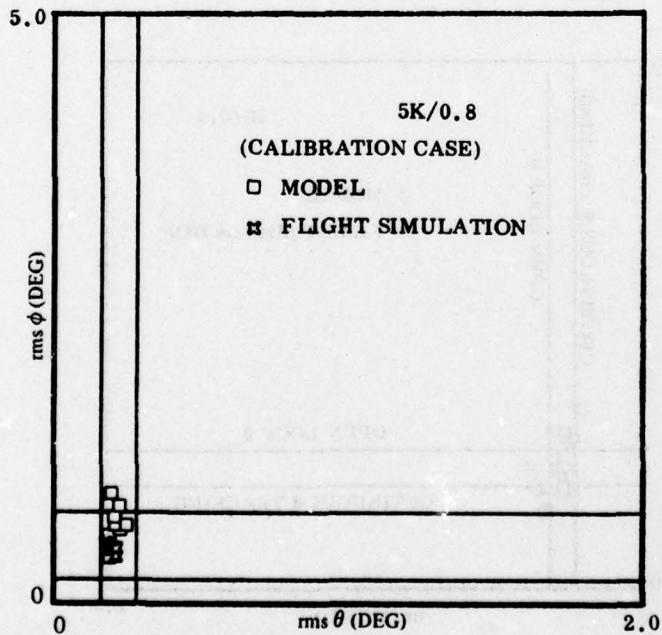 5.0
5K/0.8
(CALIBRATION CASE)
□ MODEL
⌗ FLIGHT SIMULATION
rms ϕ (DEG)
0
0
rms θ (DEG)
2.0